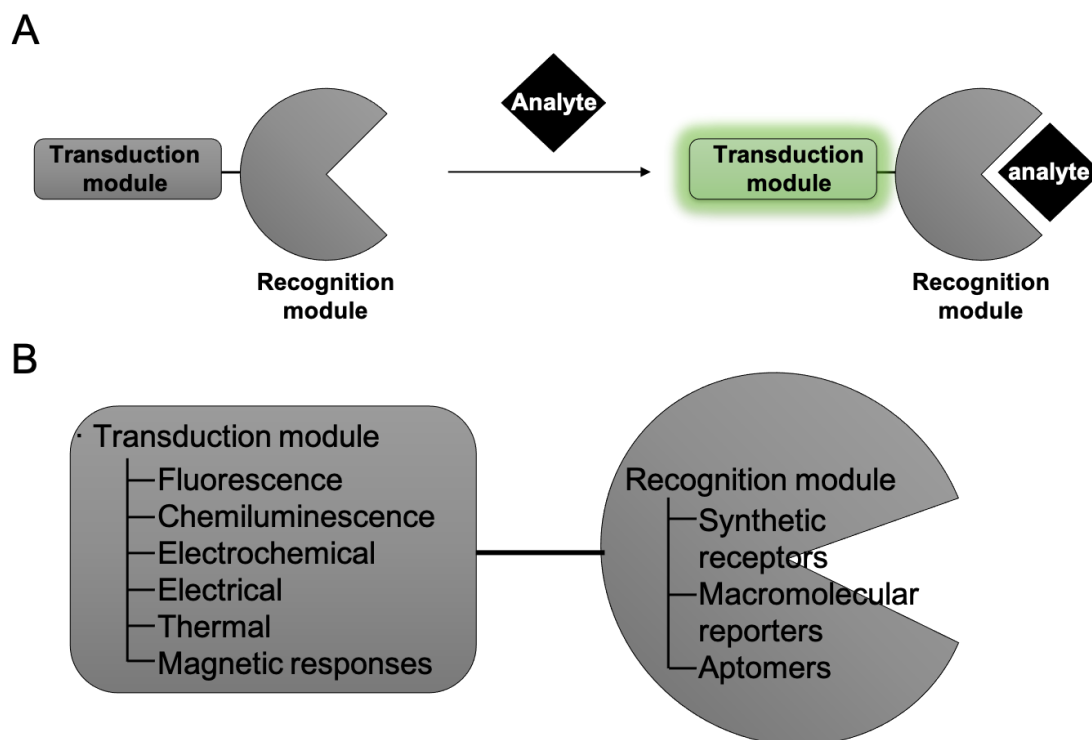 A
Analyte
Transduction
module
Recognition
module
Transduction
module
analyte
Recognition
module
B
· Transduction module
Fluorescence
Chemiluminescence
Electrochemical
Electrical
Thermal
Magnetic responses
Recognition module
Synthetic
receptors
Macromolecular
reporters
Aptomers